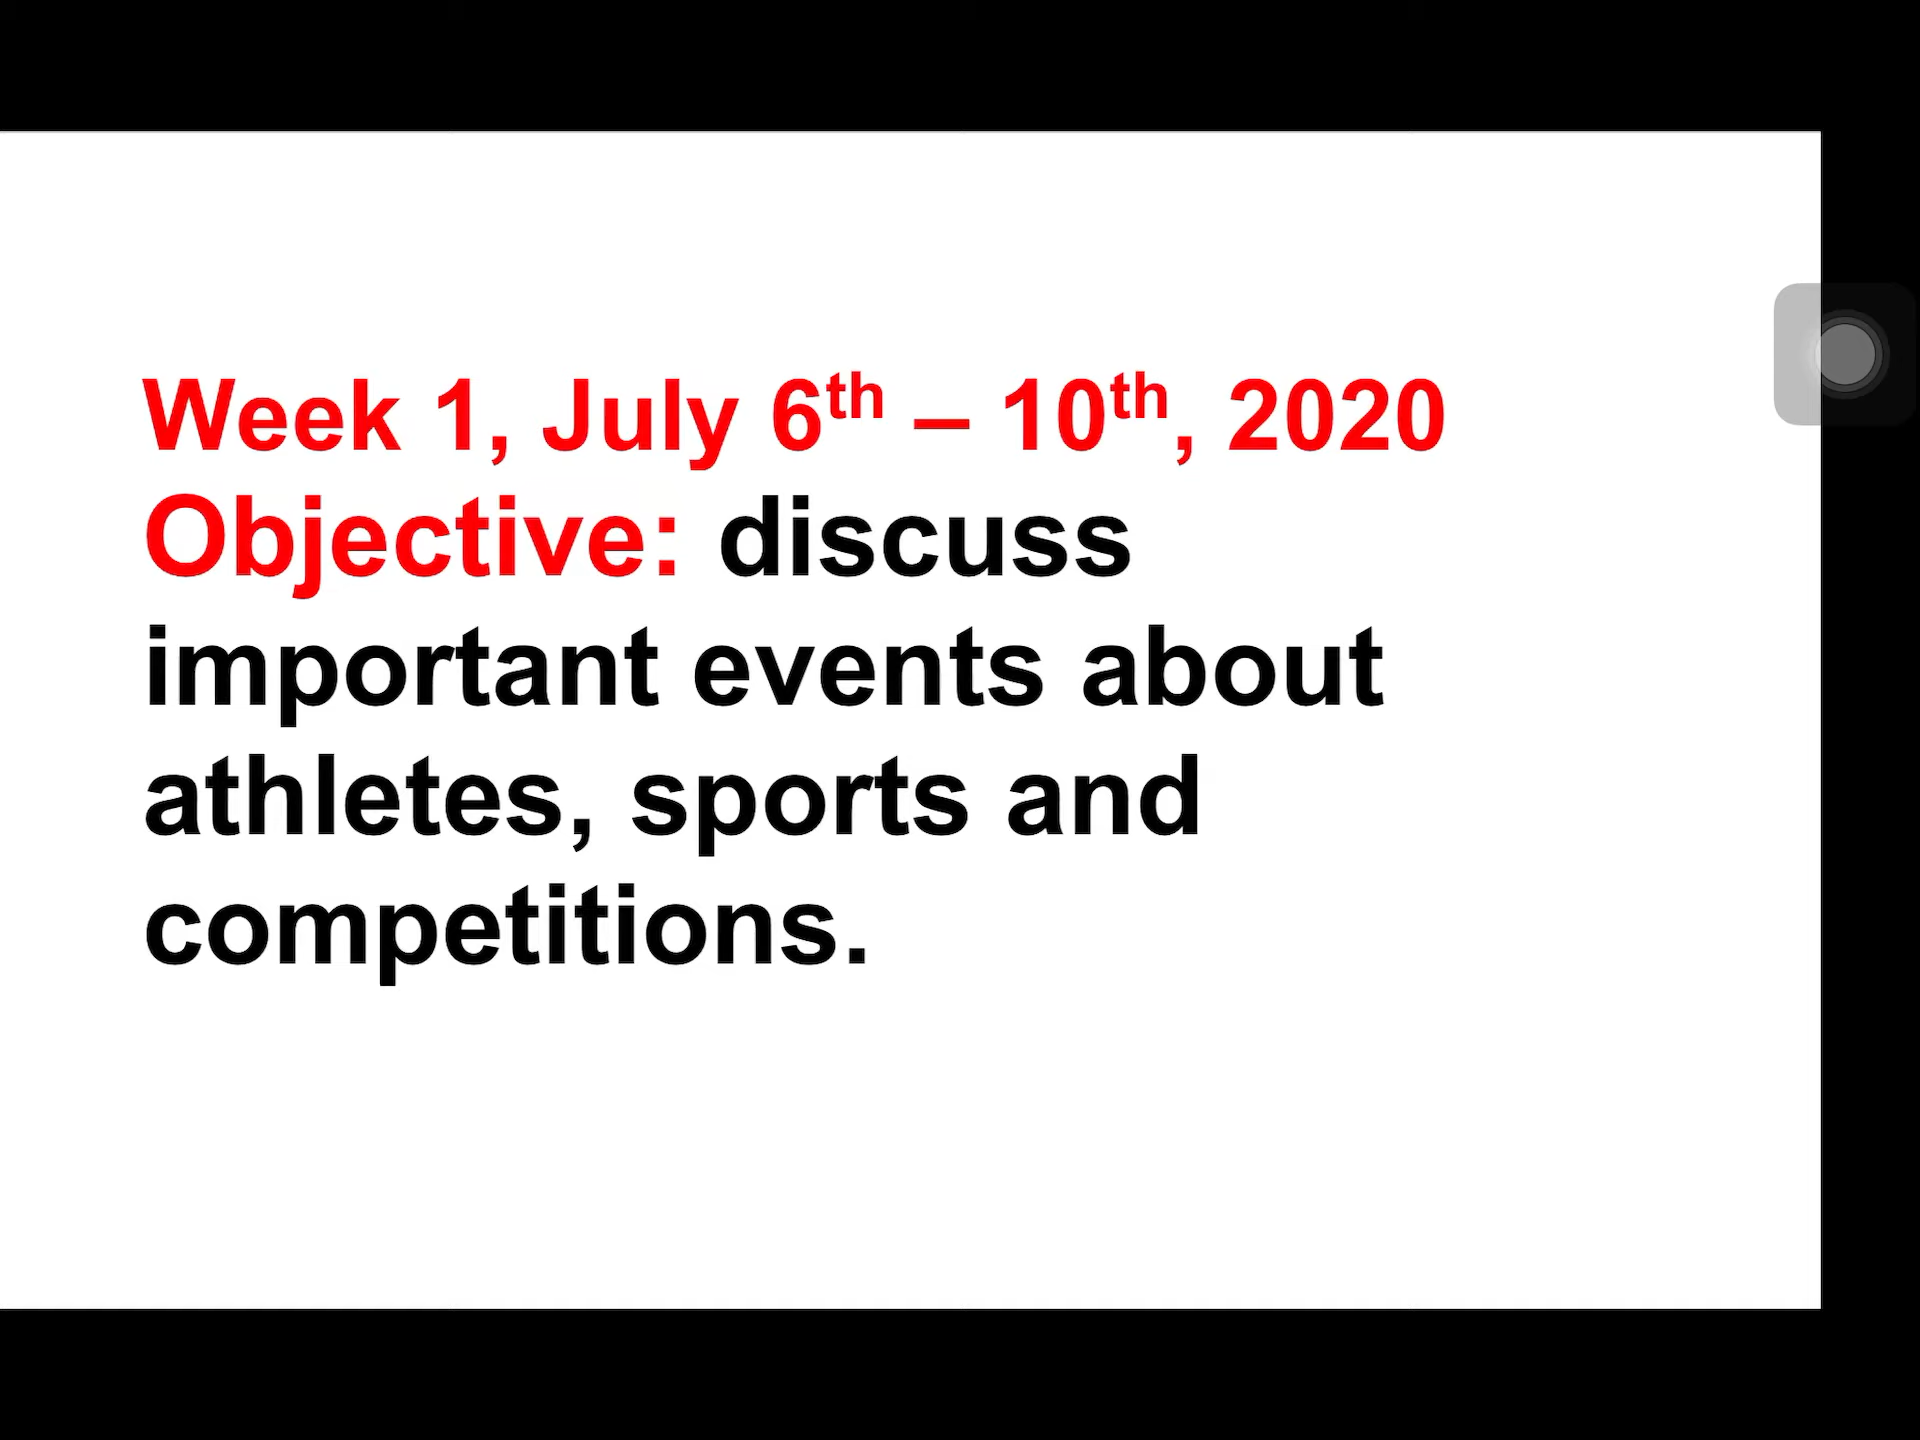 Week 1, July 6th – 10th, 2020
Objective: discuss
important events about
athletes, sports and
competitions.